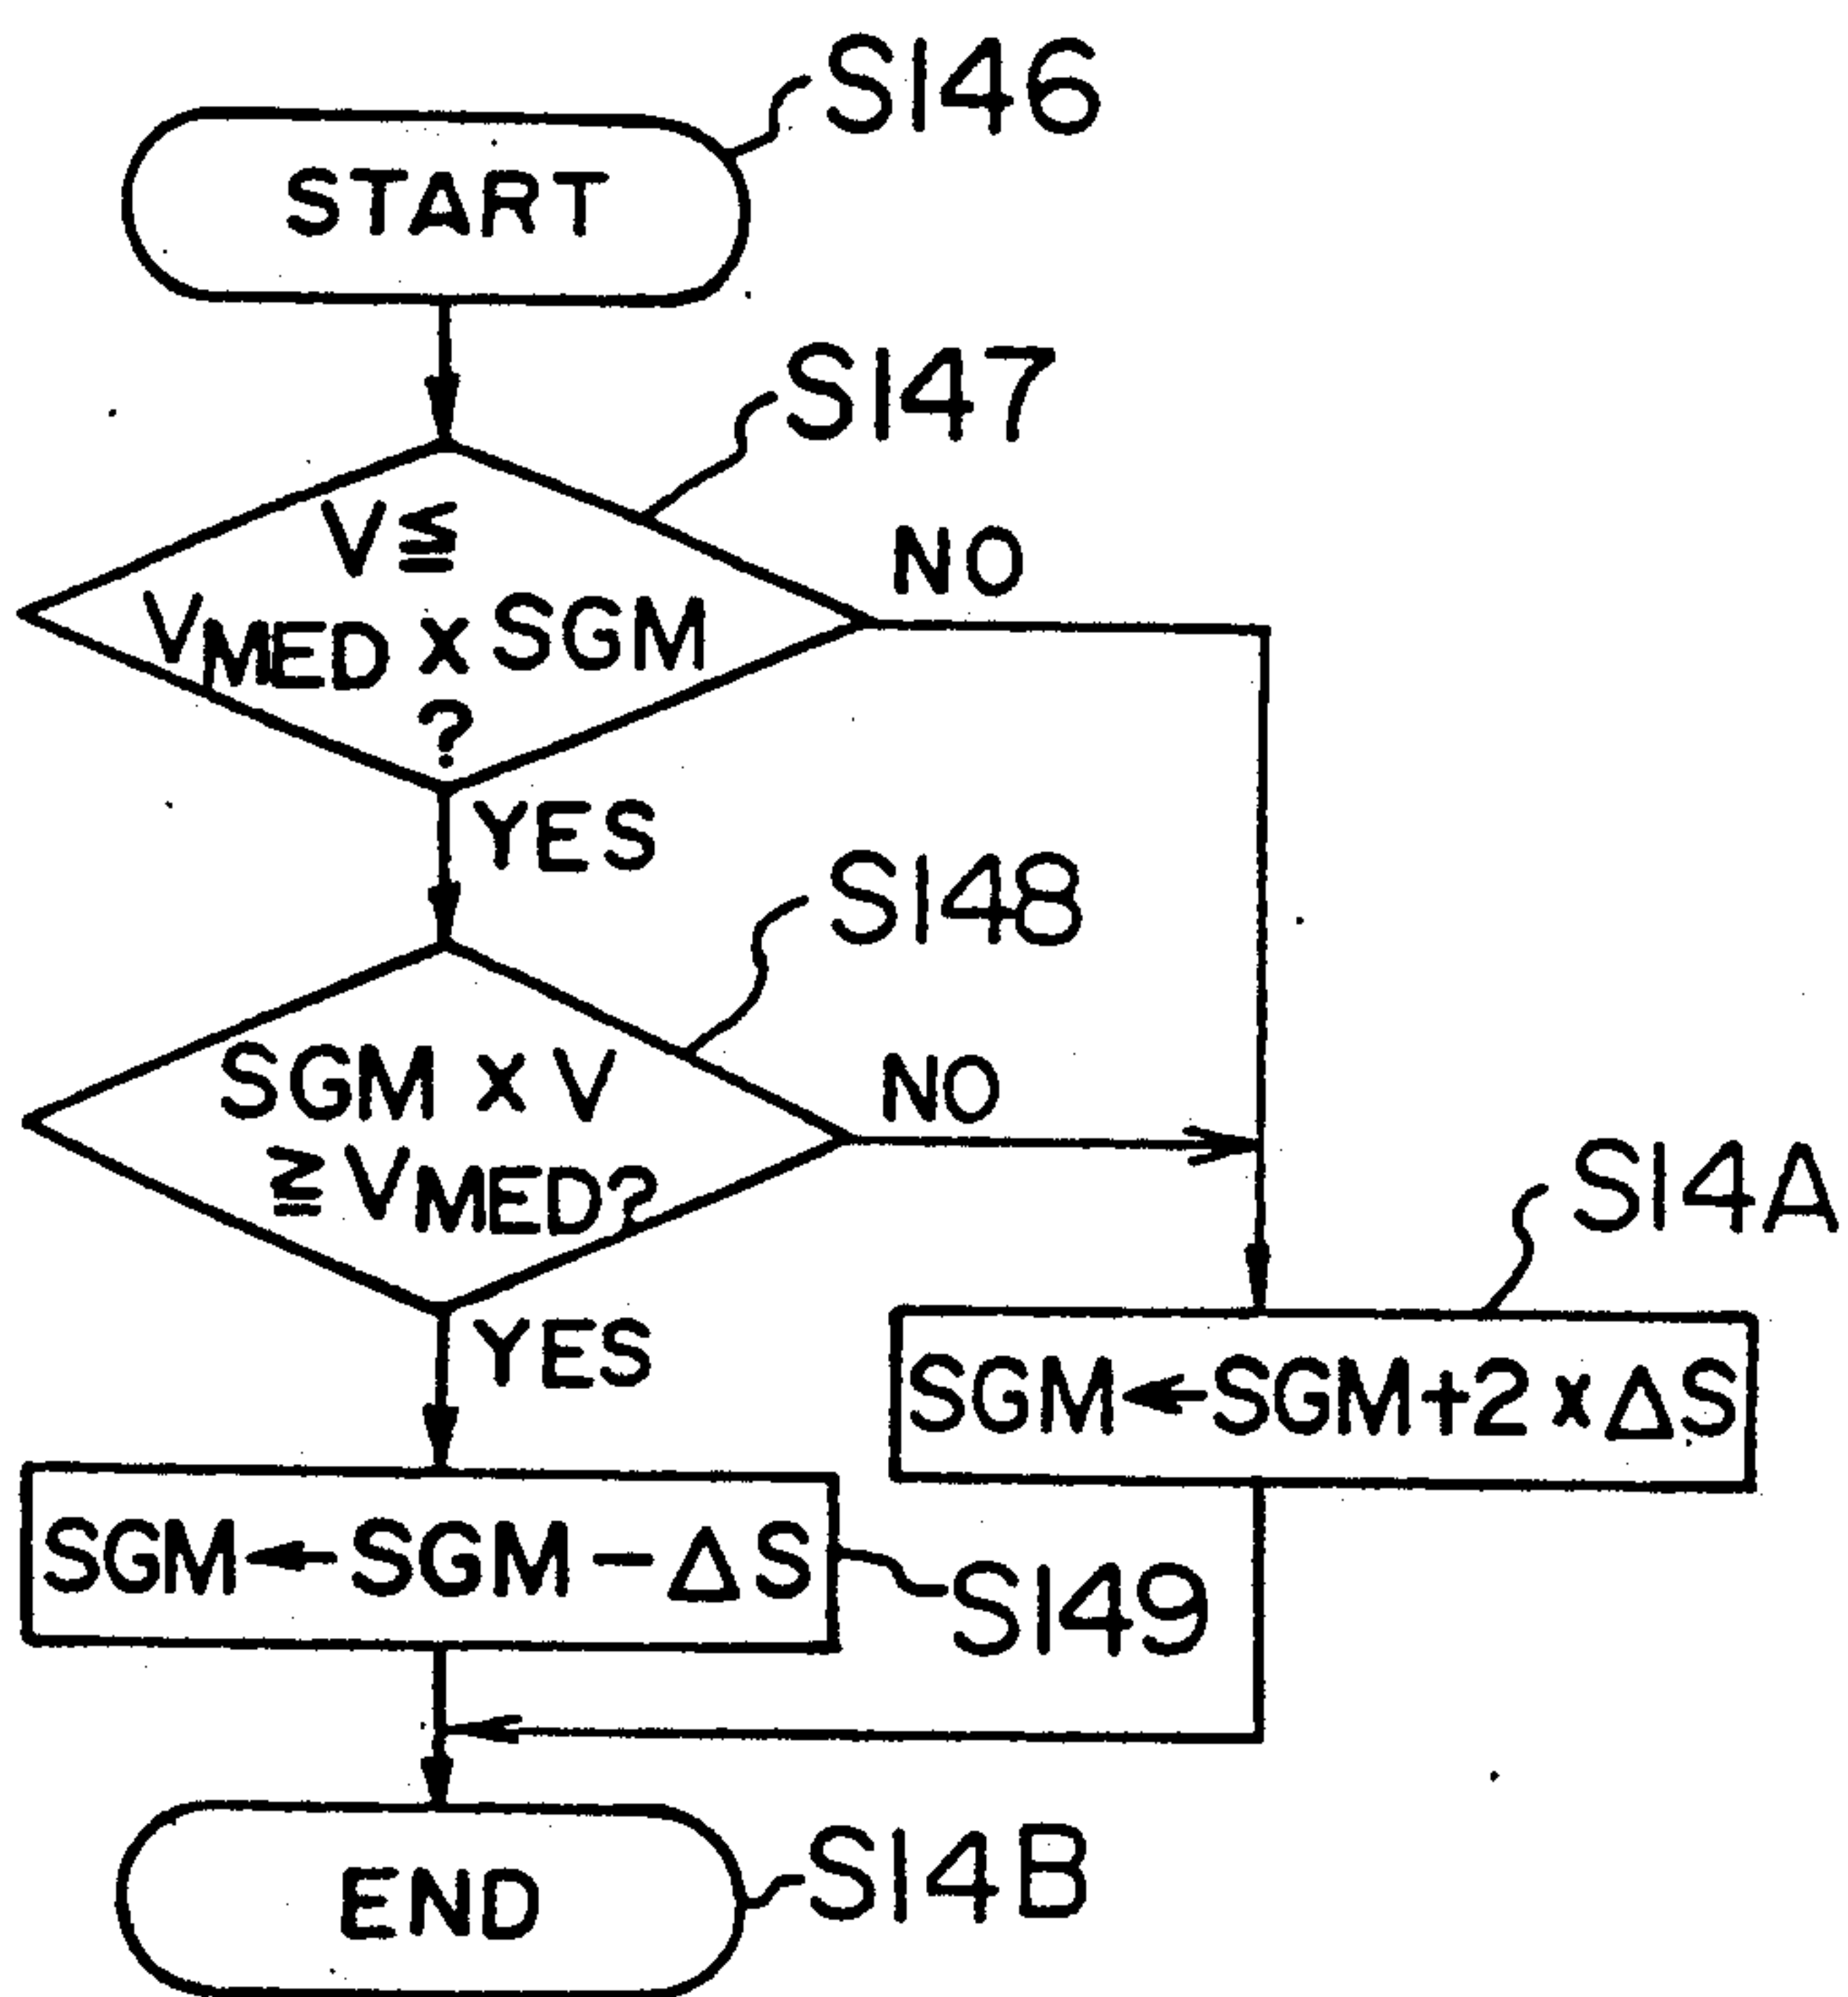 S146
START
S147
V≦
VMED x SGM
?
NO
YES
S148
SGM x V
≧ VMED?
NO
YES
S14A
SGM←SGM+2xΔS
SGM←SGM-ΔS
S149
S14B
END